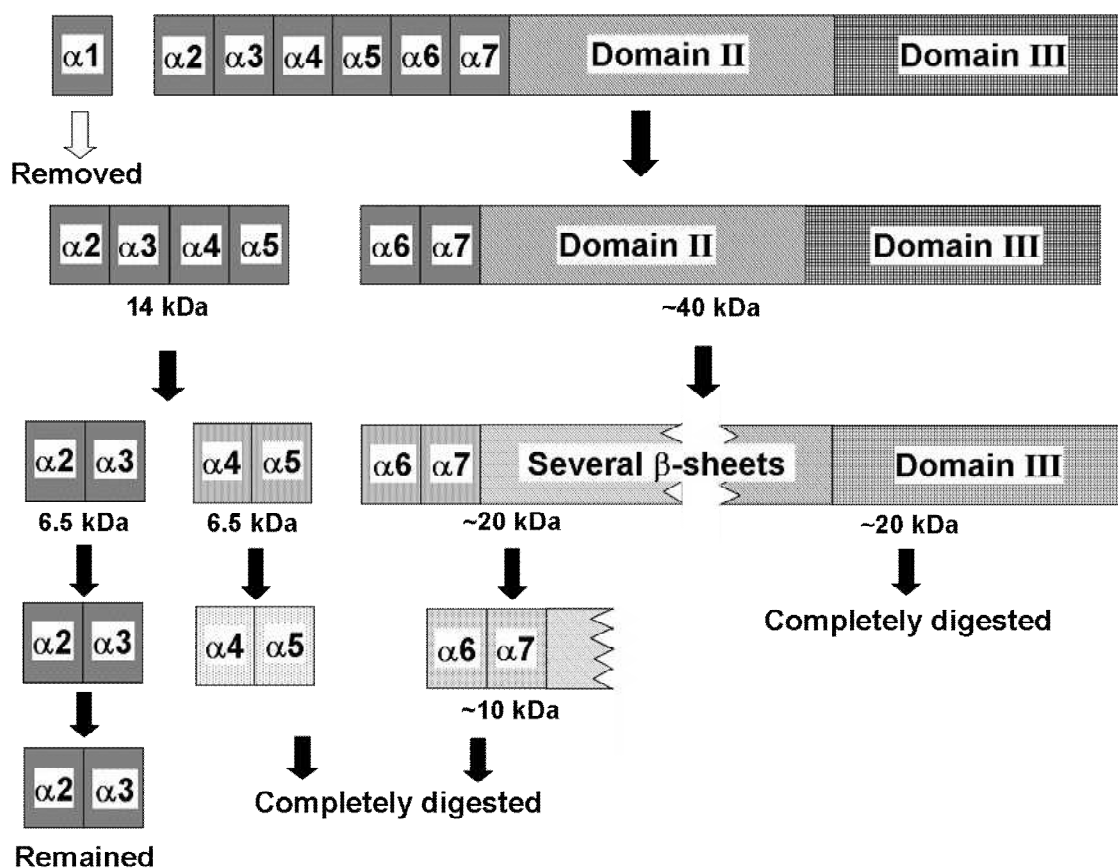 α1 α2 α3 α4 α5 α6 α7 Domain II Domain III
Removed
α2 α3 α4 α5 α6 α7 Domain II Domain III
14 kDa ~40 kDa
α2 α3 α4 α5 α6 α7 Several β-sheets Domain III
6.5 kDa 6.5 kDa ~20 kDa ~20 kDa
α2 α3 α4 α5 α6 α7 Completely digested
~10 kDa
α2 α3 Completely digested
Remained